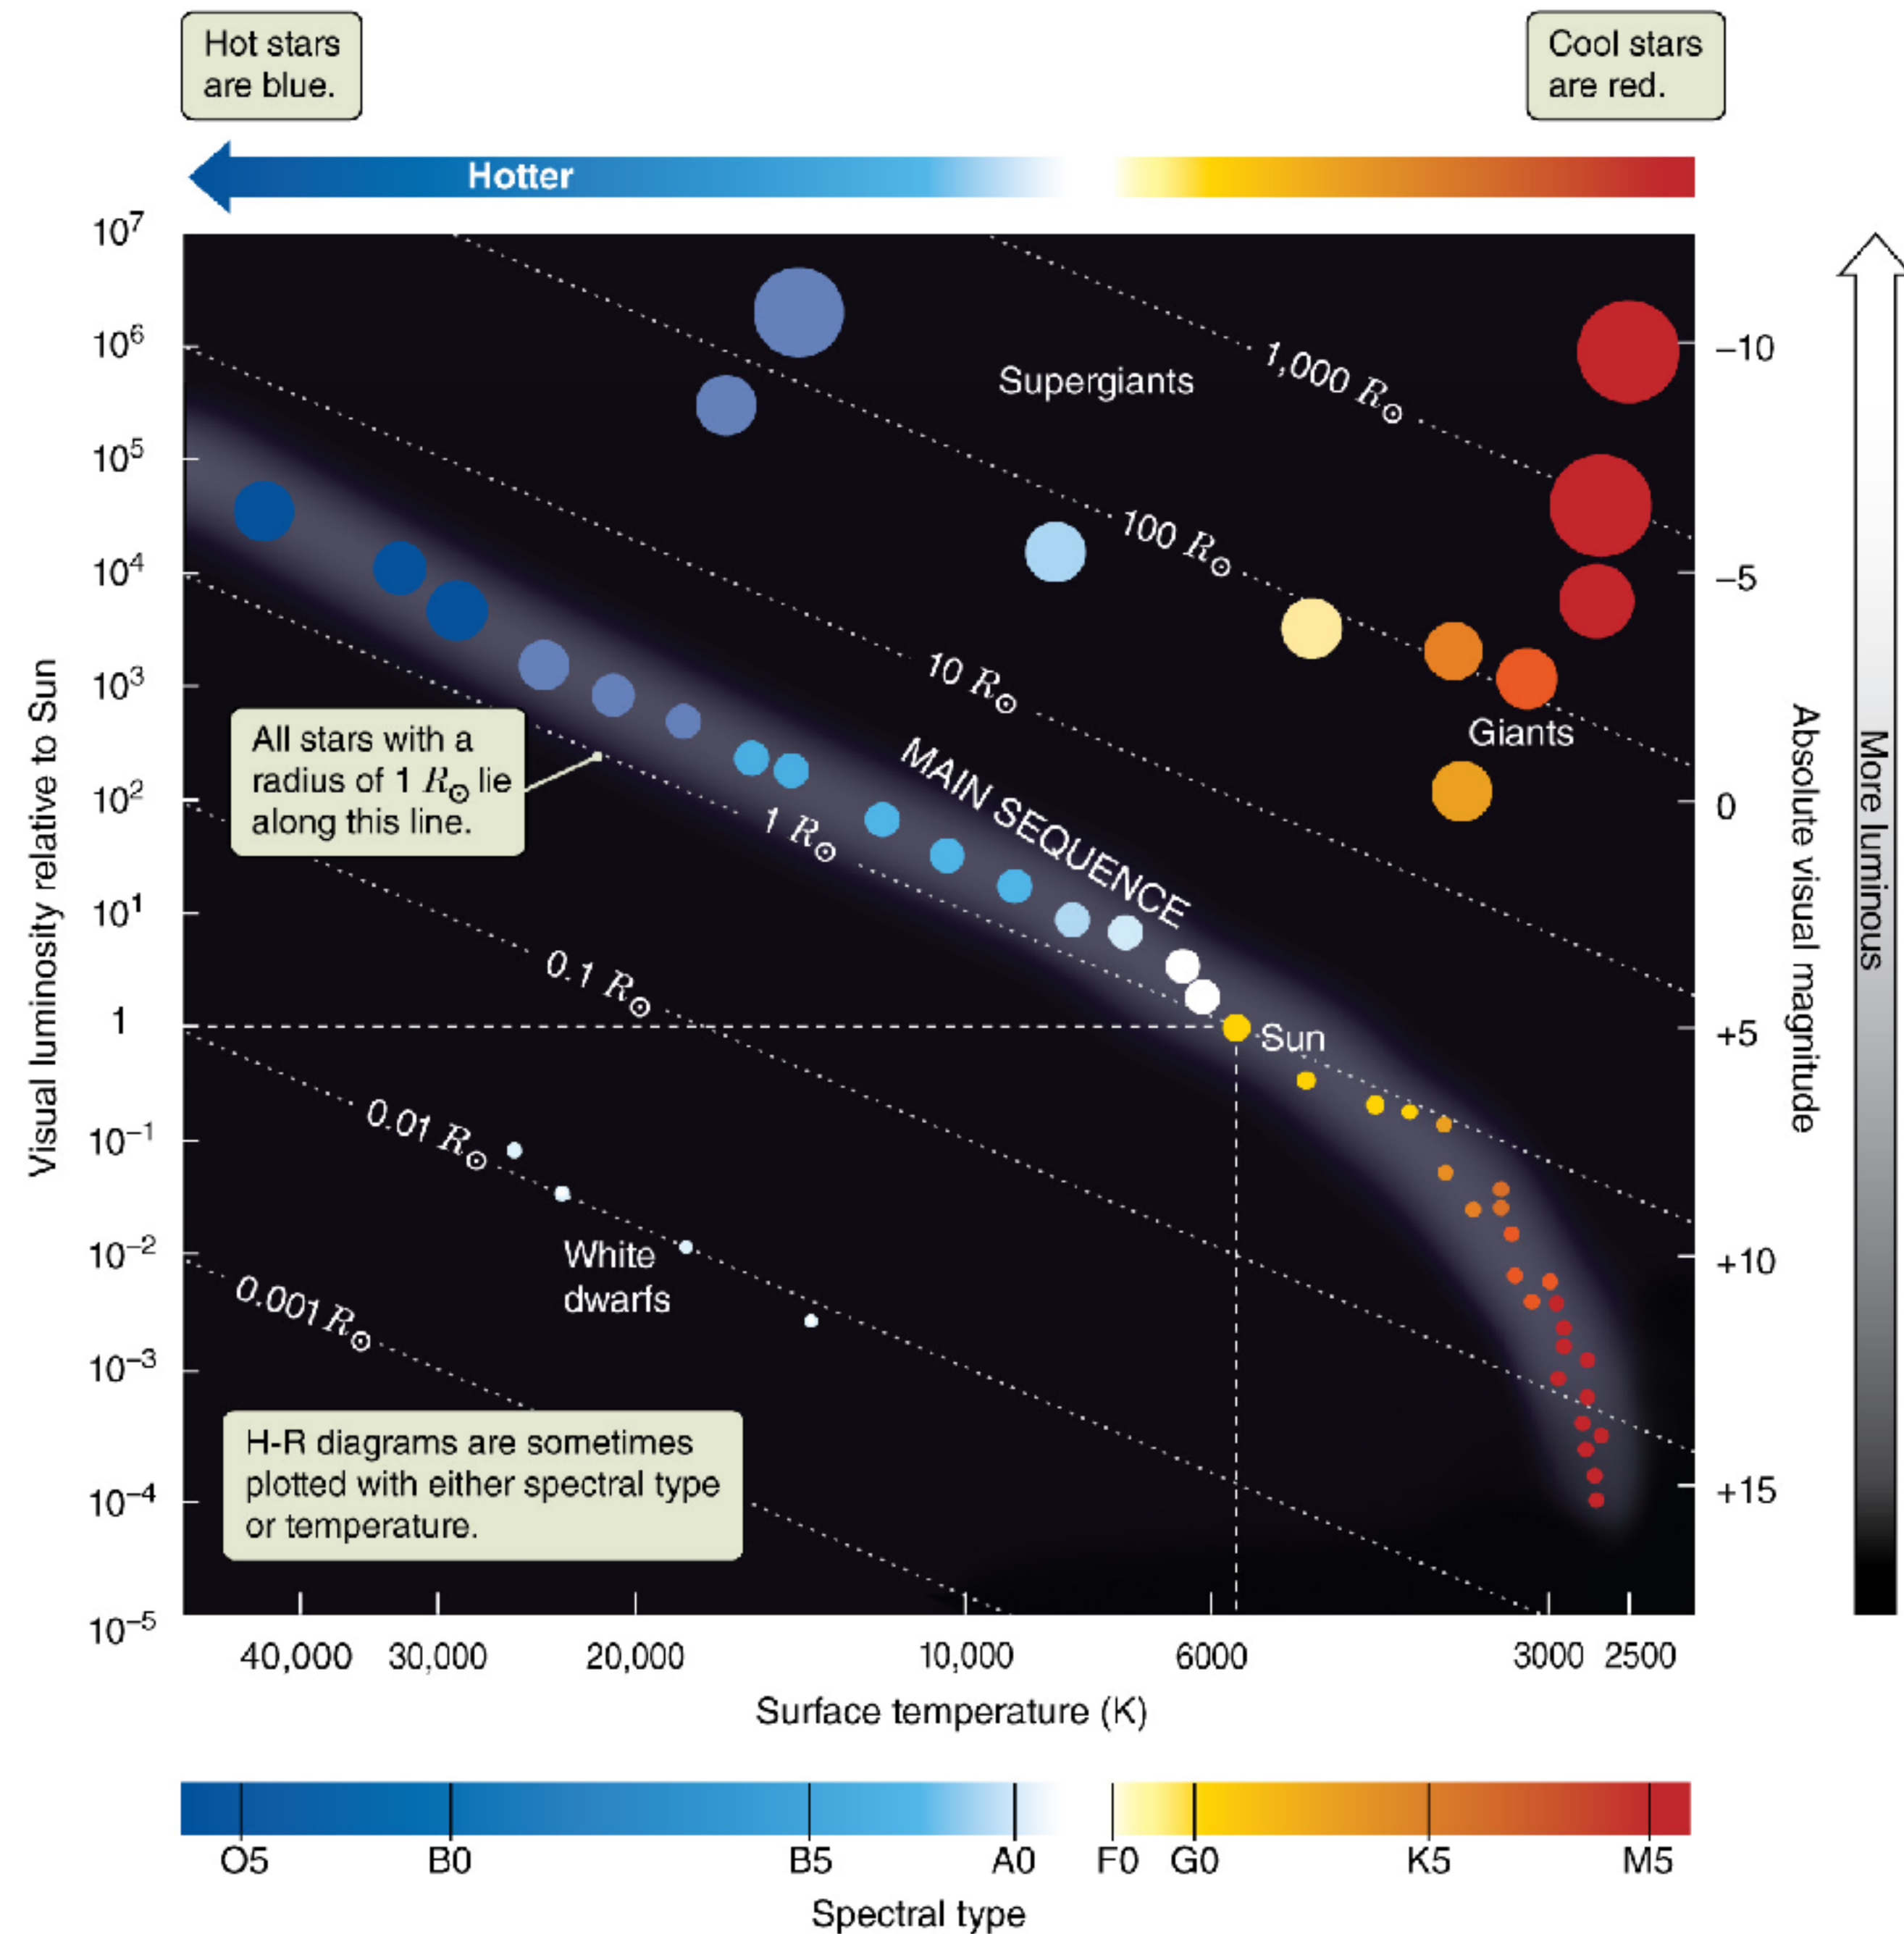 Hot stars
are blue.
Cool stars
are red.
Hotter
10⁷
10⁶
10⁵
10⁴
10³
10²
10¹
1
10⁻¹
10⁻²
10⁻³
10⁻⁴
10⁻⁵
Visual luminosity relative to Sun
1,000 R☉
Supergiants
100 R☉
10 R☉
Giants
MAIN SEQUENCE
All stars with a
radius of 1 R☉ lie
along this line.
1 R☉
0.1 R☉
Sun
0.01 R☉
White
dwarfs
0.001 R☉
H-R diagrams are sometimes
plotted with either spectral type
or temperature.
−10
−5
0
+5
+10
+15
Absolute visual magnitude
More luminous
40,000 30,000 20,000 10,000 6000 3000 2500
Surface temperature (K)
O5 B0 B5 A0 F0 G0 K5 M5
Spectral type